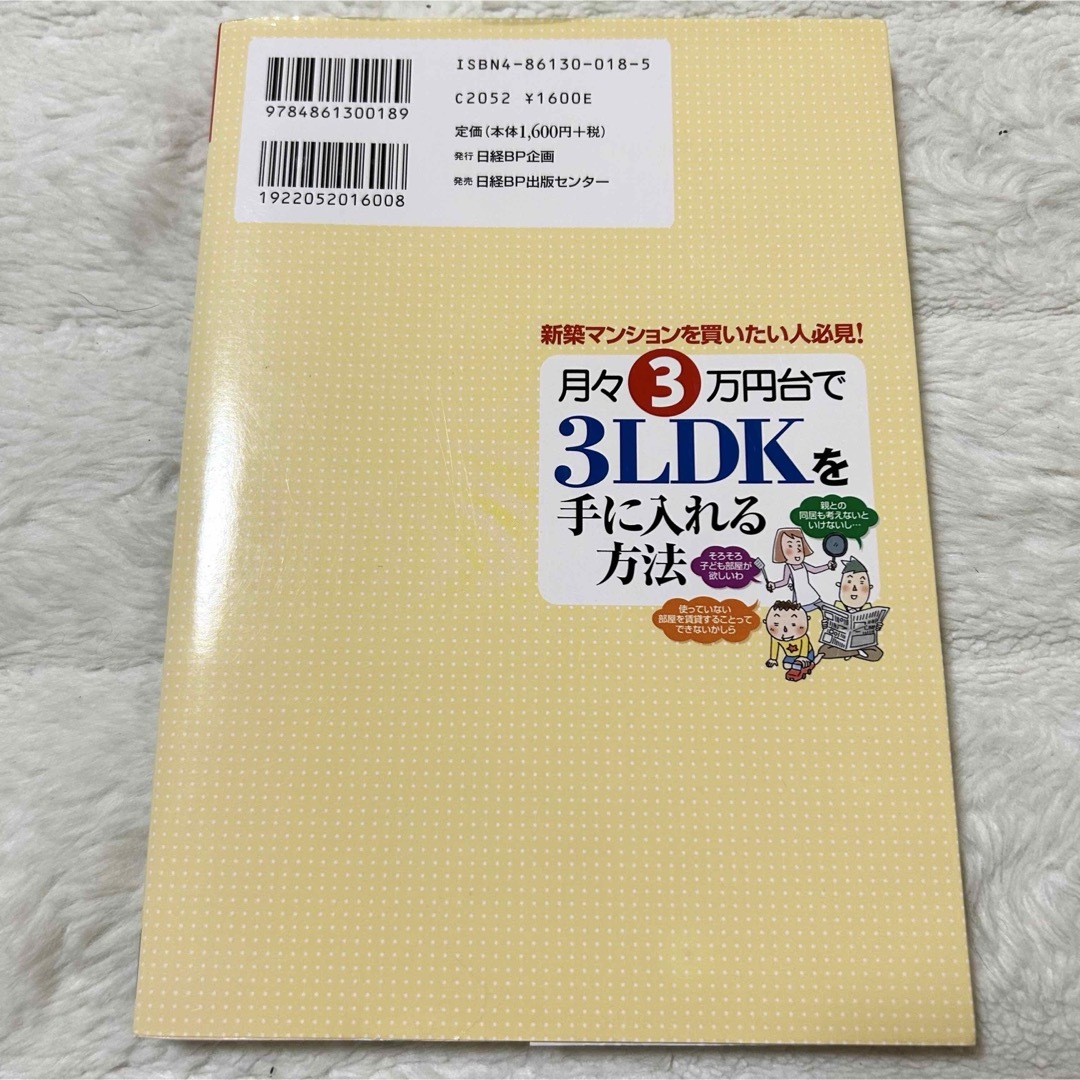 ISBN4-86130-018-5
9784861300189
C2052 ¥1600E
定価(本体1,600円+税)
発行 日経BP企画
発売 日経BP出版センター
1922052016008
新築マンションを買いたい人必見!
月々3万円台で
3LDKを
手に入れる
方法
親との
同居も考えないと
いけないし…
そろそろ
子ども部屋が
欲しいわ
使っていない
部屋を賃貸することって
できないかしら